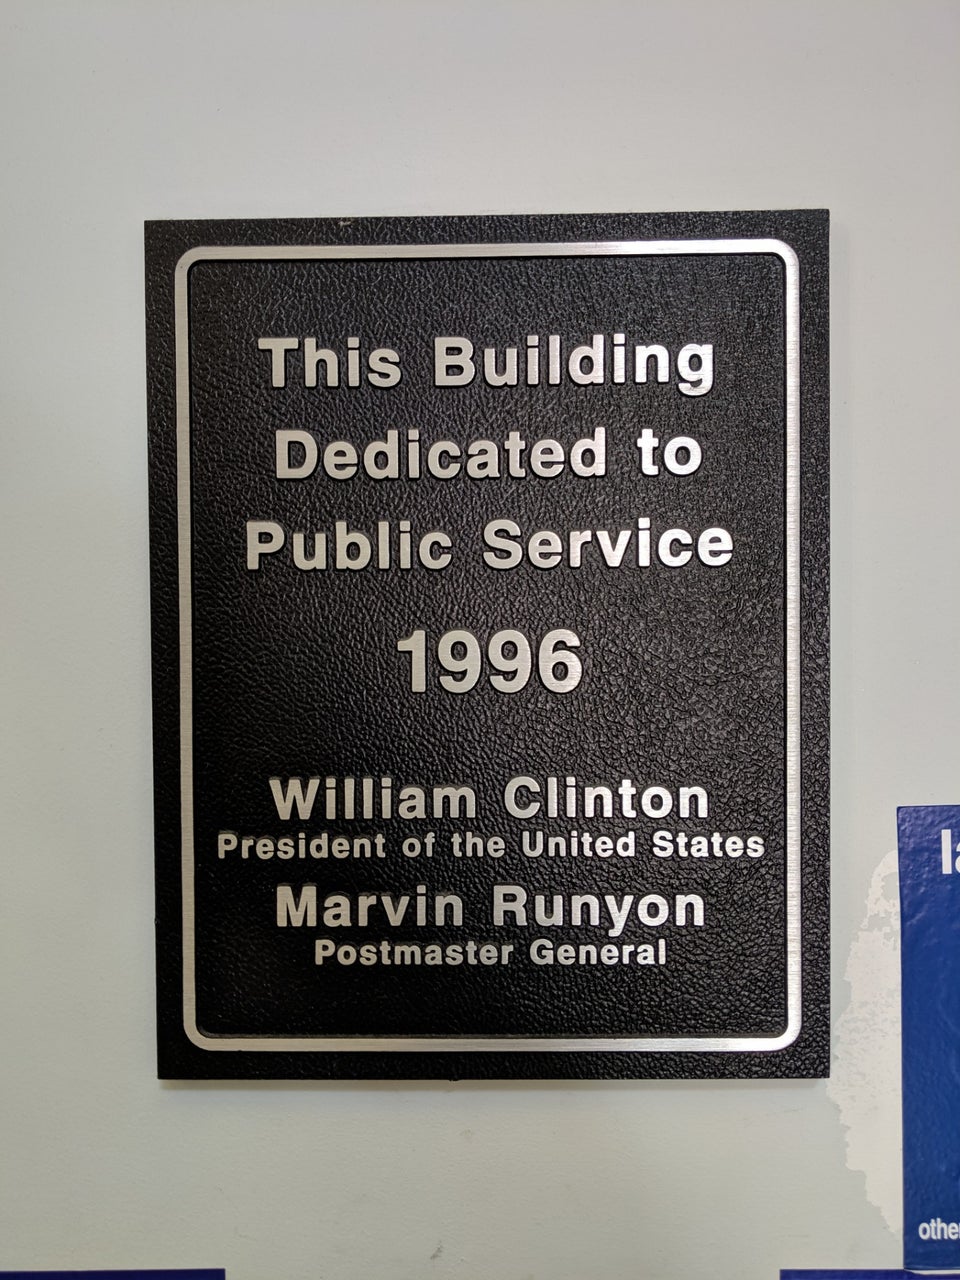 This Building
Dedicated to
Public Service
1996
William Clinton
President of the United States
Marvin Runyon
Postmaster General